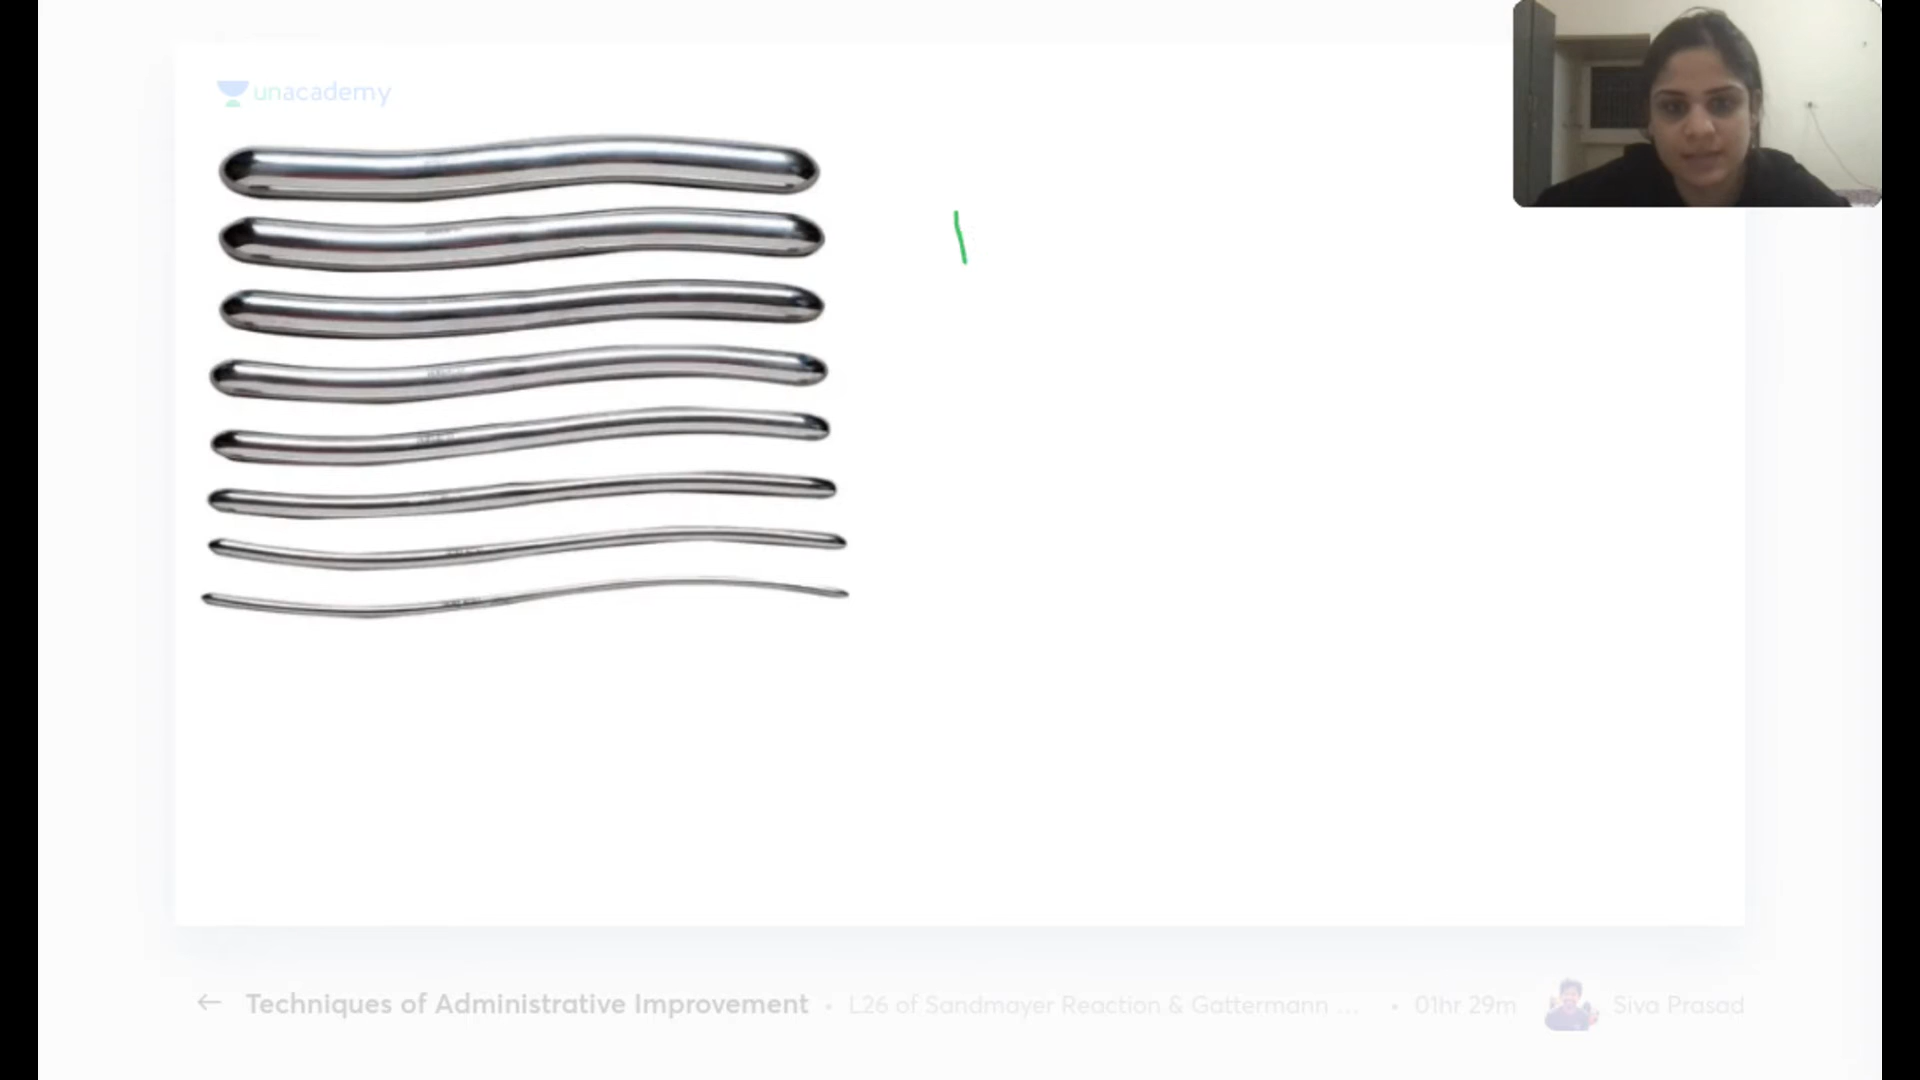 unacademy
Techniques of Administrative Improvement • L26 of Sandmayer Reaction & Gattermann ... • 01hr 29m Siva Prasad